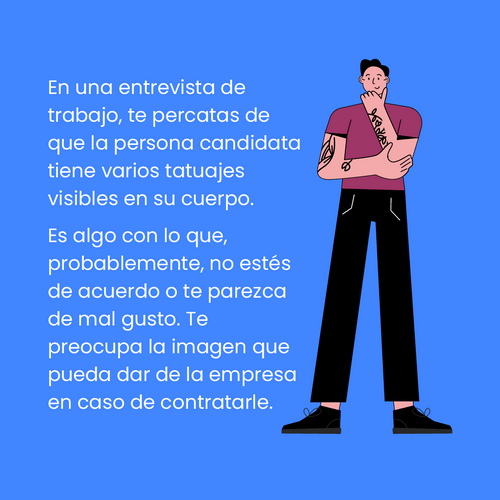 En una entrevista de
trabajo, te percatas de
que la persona candidata
tiene varios tatuajes
visibles en su cuerpo.
Es algo con lo que,
probablemente, no estés
de acuerdo o te parezca
de mal gusto. Te
preocupa la imagen que
pueda dar de la empresa
en caso de contratarle.